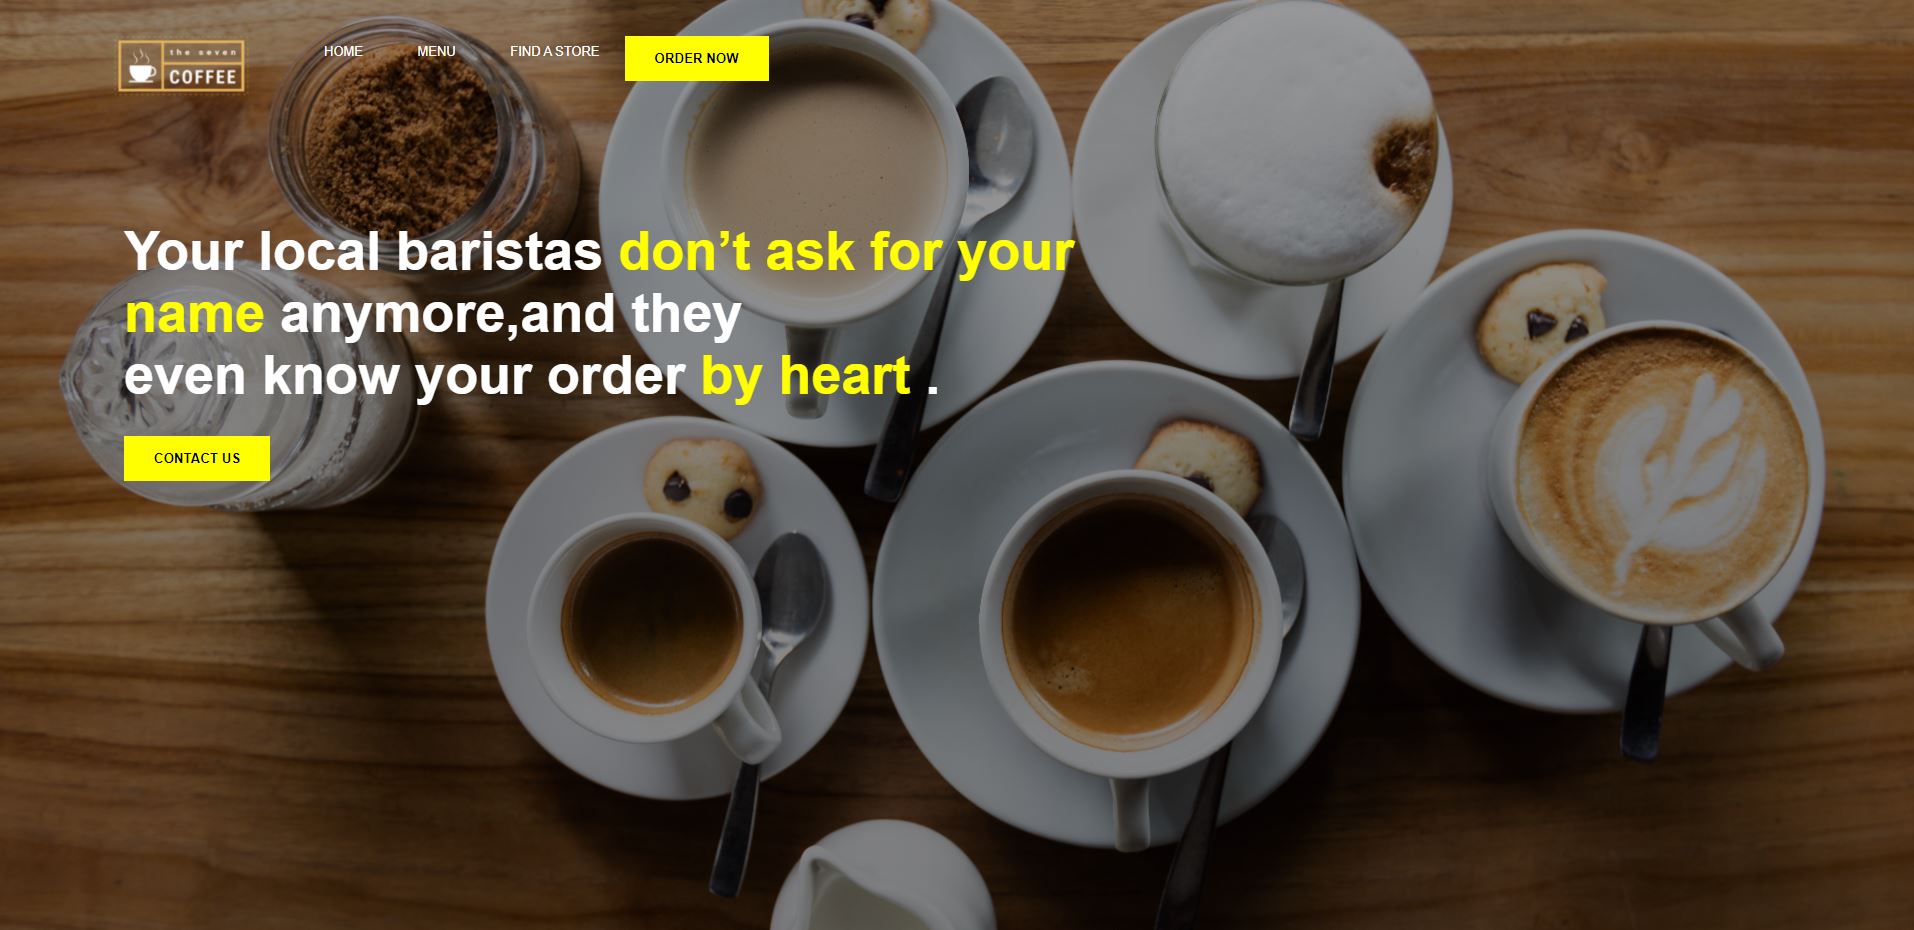 the seven
COFFEE
HOME MENU FIND A STORE ORDER NOW
Your local baristas don’t ask for your
name anymore,and they
even know your order by heart .
CONTACT US